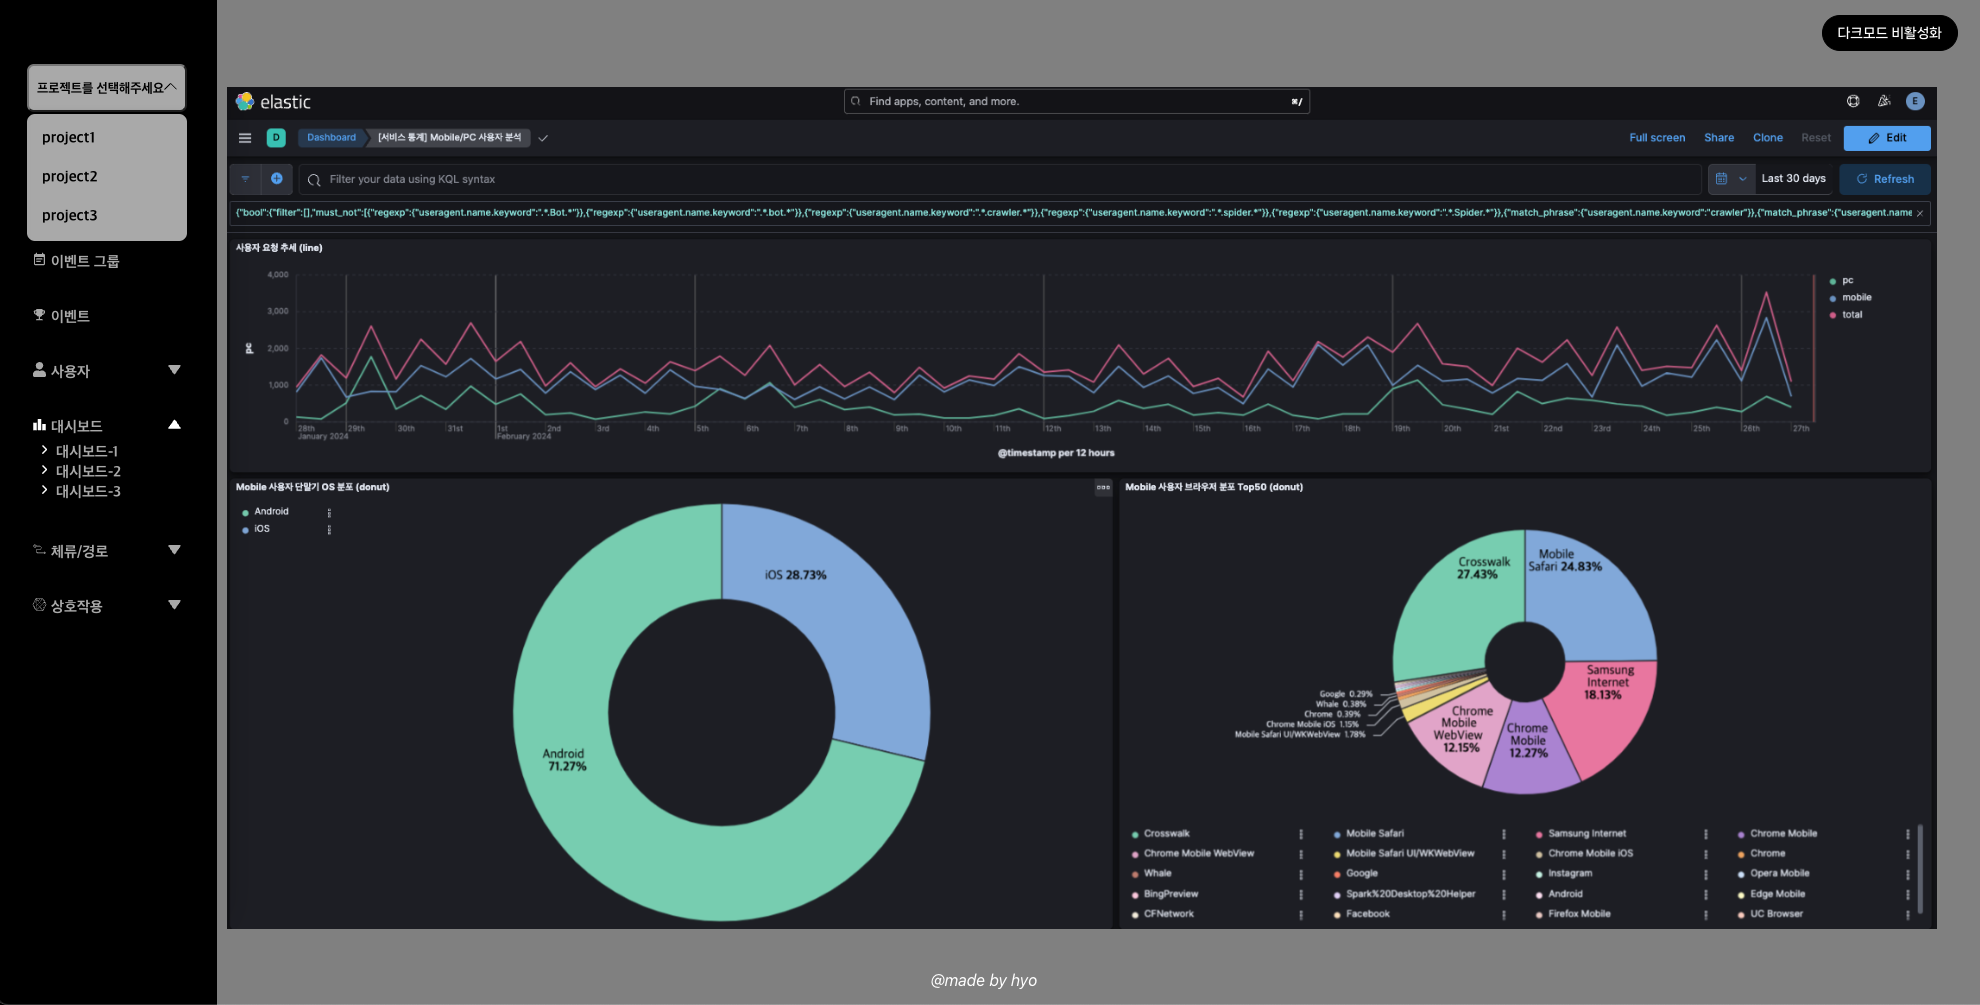 다크모드 비활성화
프로젝트를 선택해주세요
project1
project2
project3
이벤트 그룹
이벤트
사용자
대시보드
대시보드-1
대시보드-2
대시보드-3
체류/경로
상호작용
elastic
Find apps, content, and more.
⌘/
E
D
Dashboard
[서비스 통계] Mobile/PC 사용자 분석
Full screen
Share
Clone
Reset
Edit
Filter your data using KQL syntax
Last 30 days
Refresh
{"bool":{"filter":[],"must_not":[{"regexp":{"useragent.name.keyword":".*.Bot.*"}},{"regexp":{"useragent.name.keyword":".*.bot.*"}},{"regexp":{"useragent.name.keyword":".*.crawler.*"}},{"regexp":{"useragent.name.keyword":".*.spider.*"}},{"regexp":{"useragent.name.keyword":".*.Spider.*"}},{"match_phrase":{"useragent.name.keyword":"crawler"}},{"match_phrase":{"useragent.name
사용자 요청 추세 (line)
4,000
3,000
2,000
1,000
0
pc
28th 29th 30th 31st 1st 2nd 3rd 4th 5th 6th 7th 8th 9th 10th 11th 12th 13th 14th 15th 16th 17th 18th 19th 20th 21st 22nd 23rd 24th 25th 26th 27th
January 2024 February 2024
@timestamp per 12 hours
pc
mobile
total
Mobile 사용자 단말기 OS 분포 (donut)
Android
iOS
iOS 28.73%
Android
71.27%
Mobile 사용자 브라우저 분포 Top50 (donut)
Crosswalk
27.43%
Mobile
Safari 24.83%
Samsung
Internet
18.13%
Chrome
Mobile
12.27%
Chrome
Mobile
WebView
12.15%
Google 0.29%
Whale 0.38%
Chrome 0.39%
Chrome Mobile iOS 1.15%
Mobile Safari UI/WKWebView 1.78%
Crosswalk Mobile Safari Samsung Internet Chrome Mobile
Chrome Mobile WebView Mobile Safari UI/WKWebView Chrome Mobile iOS Chrome
Whale Google Instagram Opera Mobile
BingPreview Spark%20Desktop%20Helper Android Edge Mobile
CFNetwork Facebook Firefox Mobile UC Browser
@made by hyo